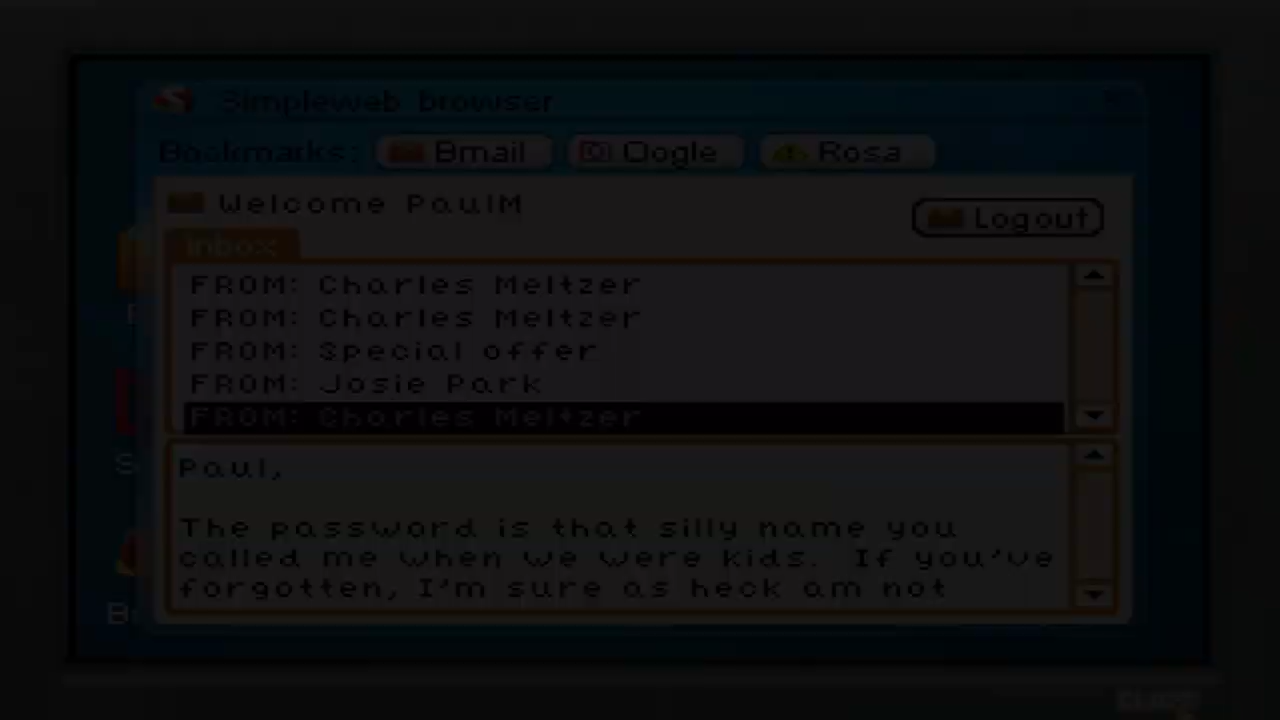 Simpleweb browser
Bookmarks: Bmail Oogle Rosa
Welcome PaulM
Logout
Inbox
FROM: Charles Meltzer
FROM: Charles Meltzer
FROM: Special offer
FROM: Josie Park
FROM: Charles Meltzer
Paul,
The password is that silly name you
called me when we were kids. If you've
forgotten, I'm sure as heck am not